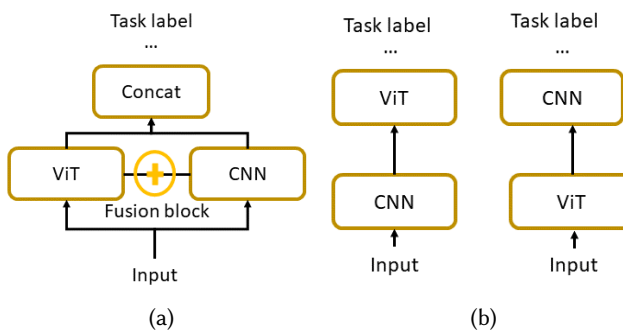 Task label
...
Concat
ViT
CNN
Fusion block
Input
(a)
Task label
...
ViT
CNN
Input
Task label
...
CNN
ViT
Input
(b)